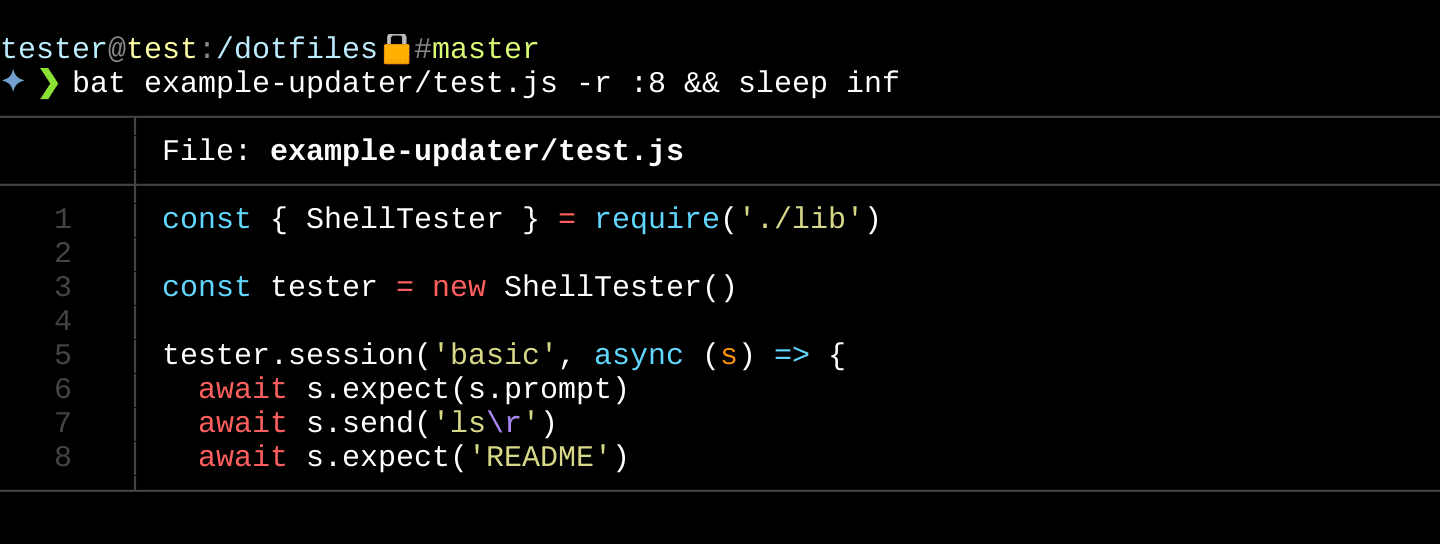 tester@test:/dotfiles🔒#master
✦ ❯ bat example-updater/test.js -r :8 && sleep inf
File: example-updater/test.js
1 const { ShellTester } = require('./lib')
2
3 const tester = new ShellTester()
4
5 tester.session('basic', async (s) => {
6   await s.expect(s.prompt)
7   await s.send('ls\r')
8   await s.expect('README')